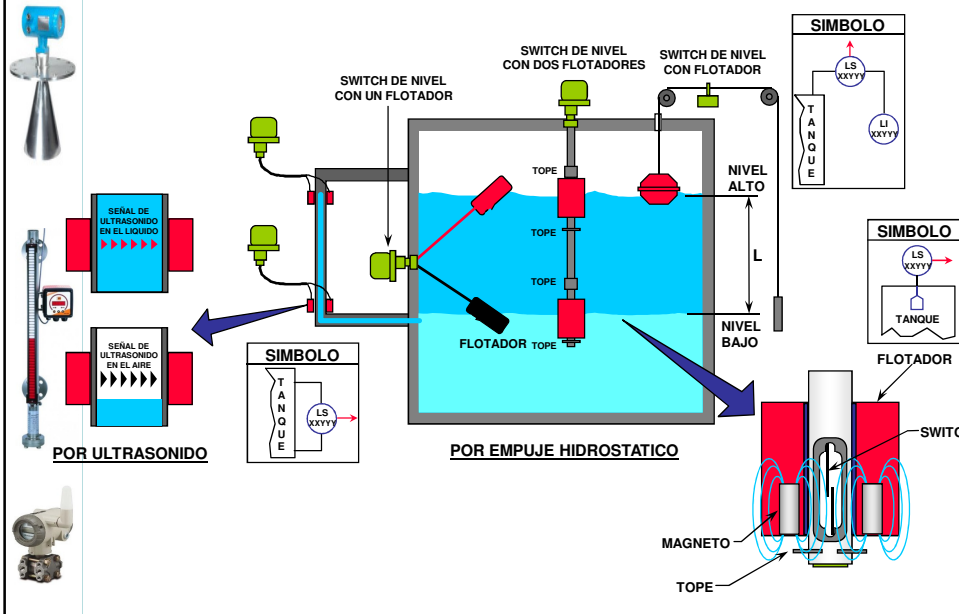 SIMBOLO
LS
XXYYY
LI
XXYYY
TANQUE
SWITCH DE NIVEL
CON DOS FLOTADORES
SWITCH DE NIVEL
CON FLOTADOR
SWITCH DE NIVEL
CON UN FLOTADOR
TOPE
NIVEL
ALTO
SEÑAL DE
ULTRASONIDO
EN EL LIQUIDO
TOPE
L
SIMBOLO
LS
XXYYY
TANQUE
TOPE
SEÑAL DE
ULTRASONIDO
EN EL AIRE
FLOTADOR
TOPE
NIVEL
BAJO
SIMBOLO
TANQUE
LS
XXYYY
FLOTADOR
POR ULTRASONIDO
POR EMPUJE HIDROSTATICO
SWITC
MAGNETO
TOPE